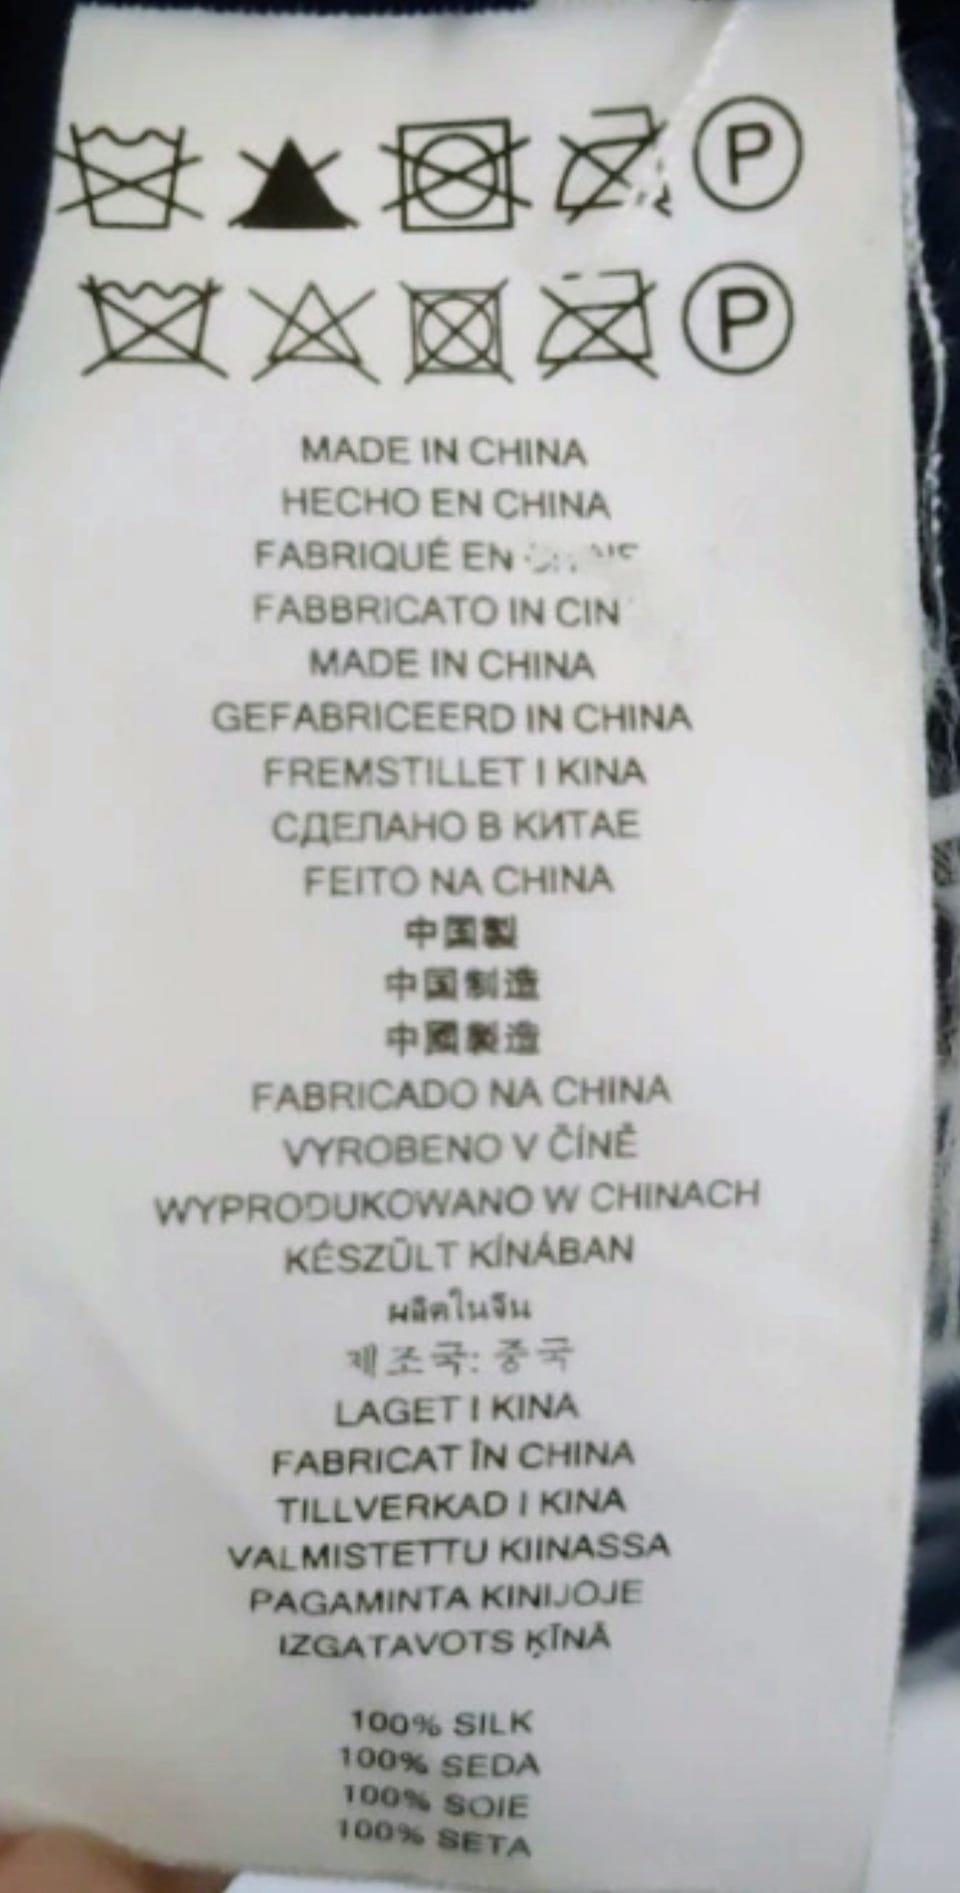 P
P
MADE IN CHINA
HECHO EN CHINA
FABRIQUÉ EN
FABBRICATO IN CIN
MADE IN CHINA
GEFABRICEERD IN CHINA
FREMSTILLET I KINA
СДЕЛАНО В КИТАЕ
FEITO NA CHINA
中国製
中国制造
中國製造
FABRICADO NA CHINA
VYROBENO V ČÍNĚ
WYPRODUKOWANO W CHINACH
KÉSZÜLT KÍNÁBAN
ผลิตในจีน
제조국: 중국
LAGET I KINA
FABRICAT ÎN CHINA
TILLVERKAD I KINA
VALMISTETTU KIINASSA
PAGAMINTA KINIJOJE
IZGATAVOTS ĶĪNĀ
100% SILK
100% SEDA
100% SOIE
100% SETA